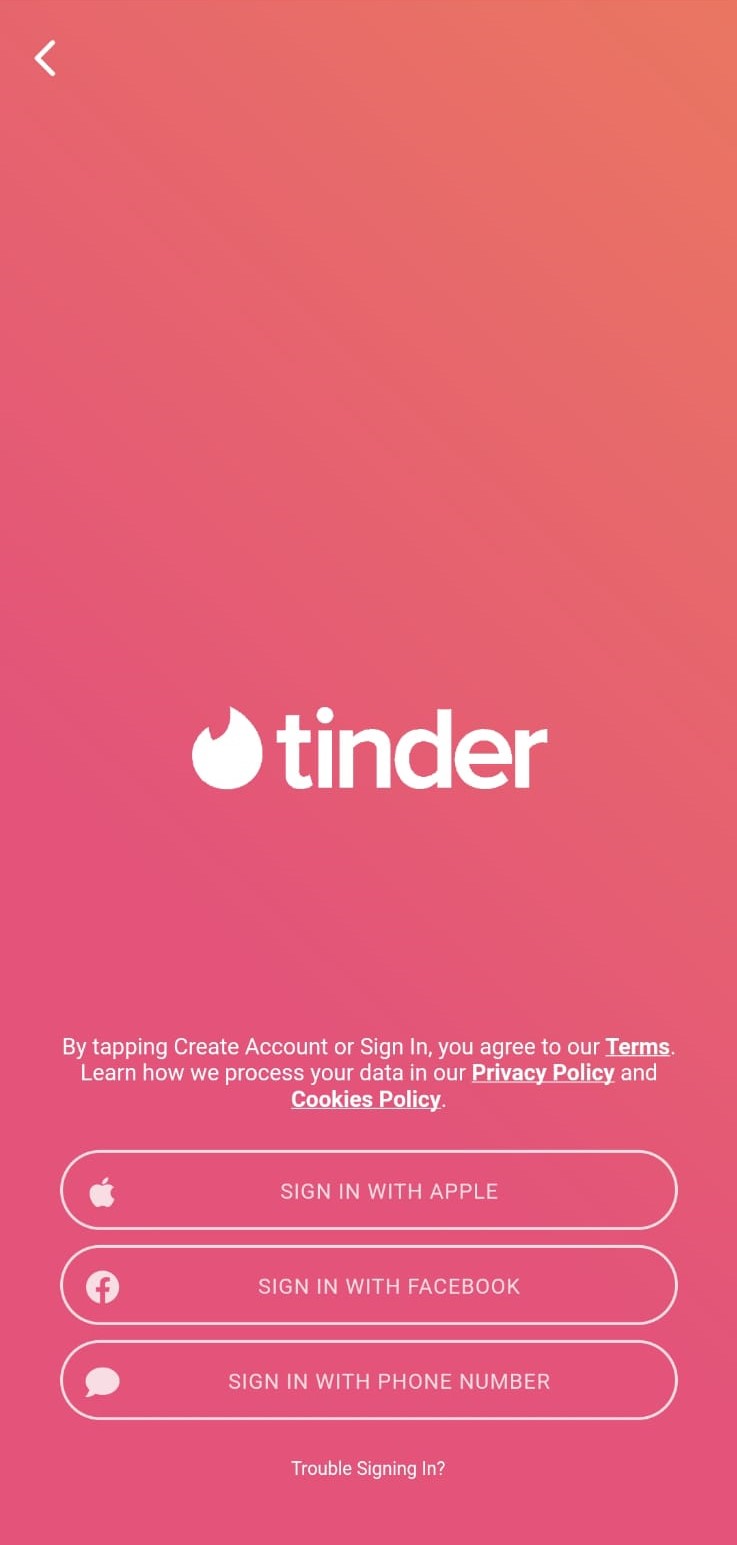 tinder
By tapping Create Account or Sign In, you agree to our Terms.
Learn how we process your data in our Privacy Policy and
Cookies Policy.
SIGN IN WITH APPLE
SIGN IN WITH FACEBOOK
SIGN IN WITH PHONE NUMBER
Trouble Signing In?